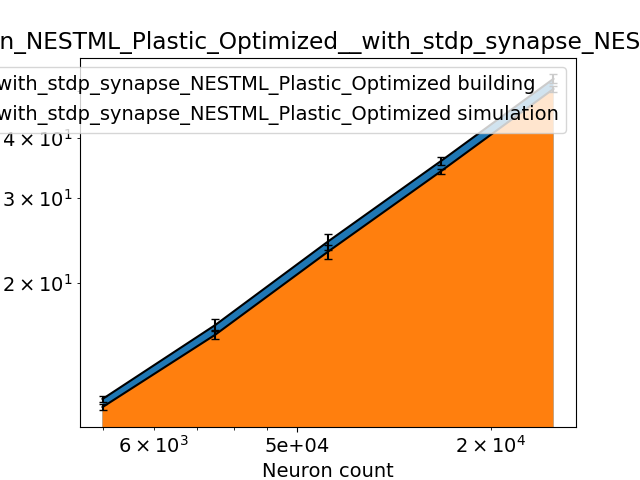 n_NESTML_Plastic_Optimized__with_stdp_synapse_NES
with_stdp_synapse_NESTML_Plastic_Optimized building
with_stdp_synapse_NESTML_Plastic_Optimized simulation
4 × 10¹
3 × 10¹
2 × 10¹
6 × 10³ 5e+04 2 × 10⁴
Neuron count